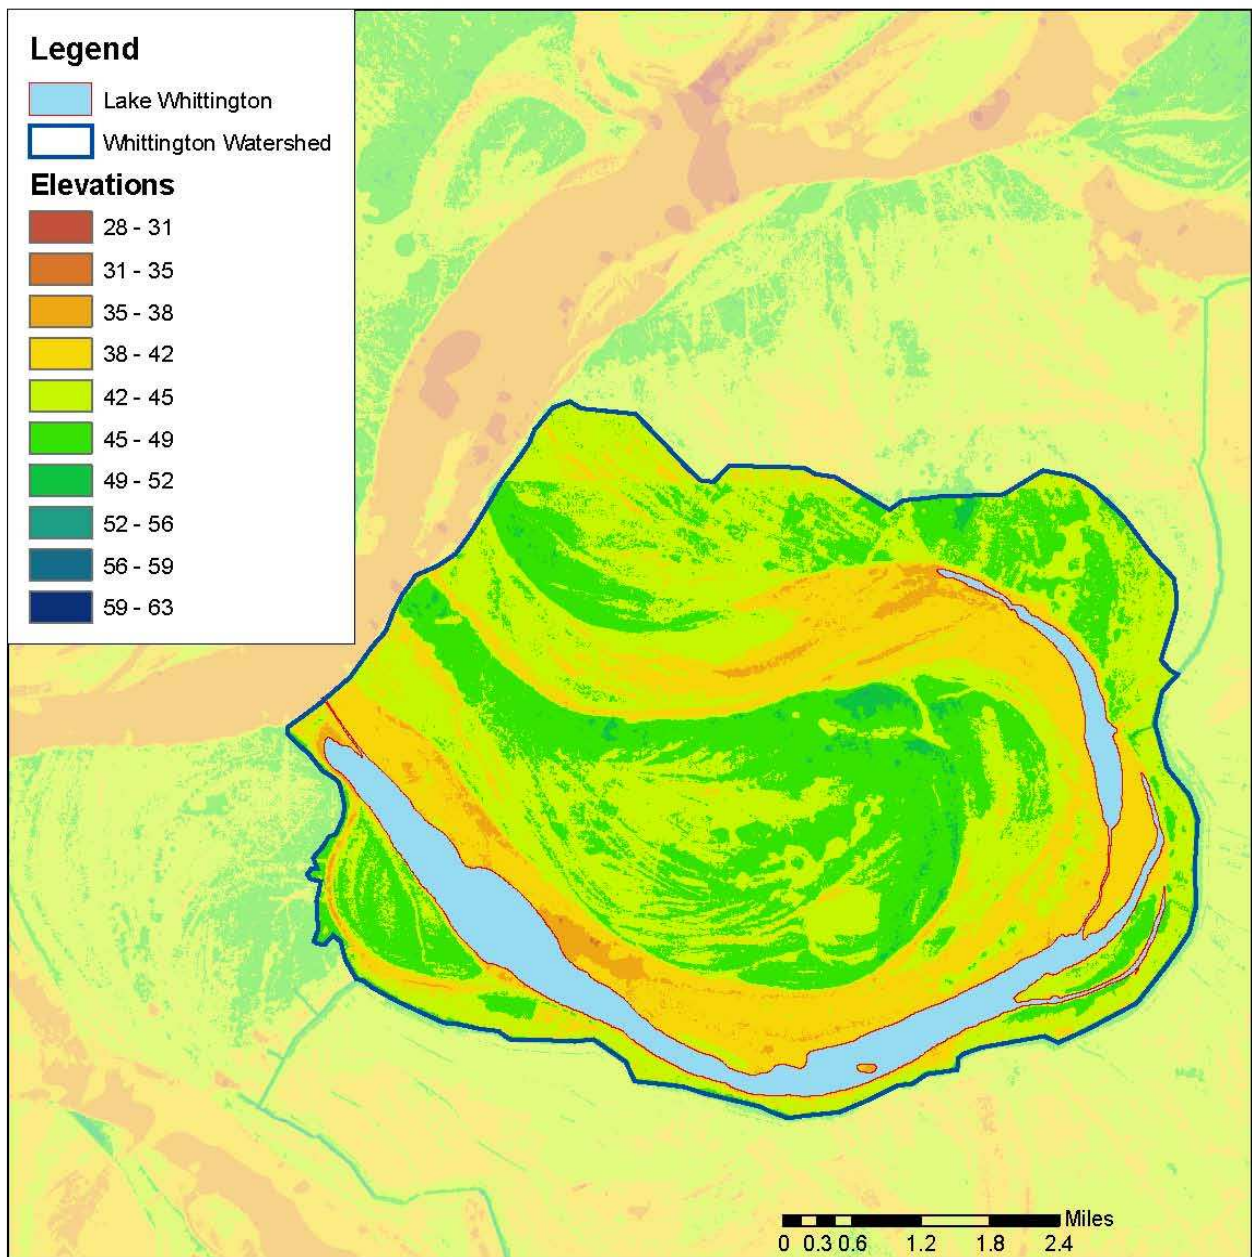 Legend
Lake Whittington
Whittington Watershed
Elevations
28 - 31
31 - 35
35 - 38
38 - 42
42 - 45
45 - 49
49 - 52
52 - 56
56 - 59
59 - 63
Miles
0 0.3 0.6 1.2 1.8 2.4